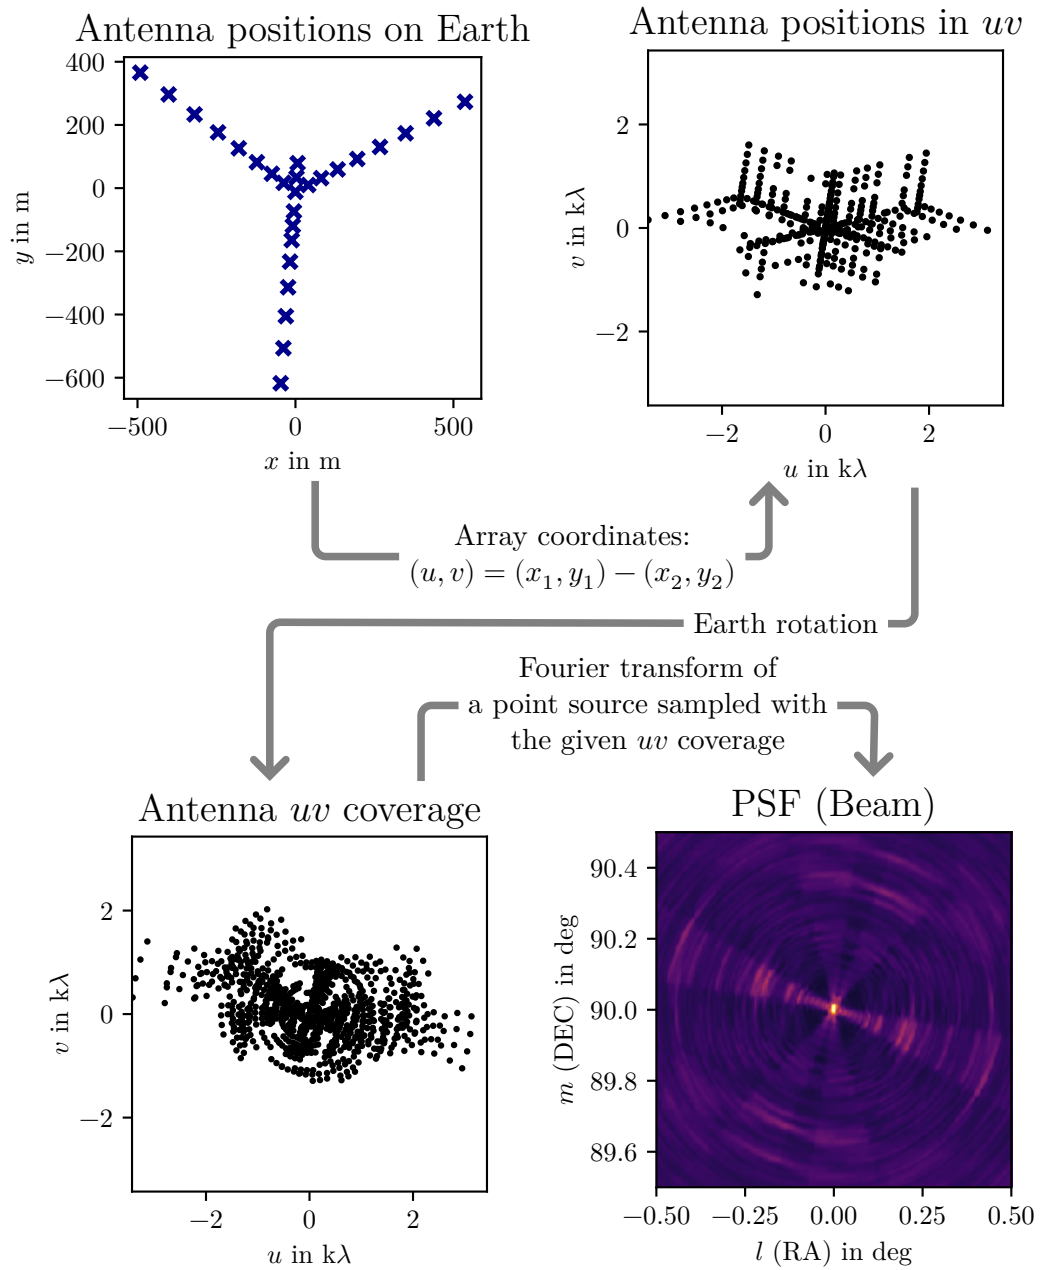 Antenna positions on Earth
400
200
0
−200
−400
−600
y in m
−500
0
500
x in m
Antenna positions in uv
2
0
−2
v in kλ
−2
0
2
u in kλ
Array coordinates:
(u, v) = (x₁, y₁) − (x₂, y₂)
Earth rotation
Fourier transform of
a point source sampled with
the given uv coverage
Antenna uv coverage
2
0
−2
v in kλ
−2
0
2
u in kλ
PSF (Beam)
90.4
90.2
90.0
89.8
89.6
m (DEC) in deg
−0.50
−0.25
0.00
0.25
0.50
l (RA) in deg